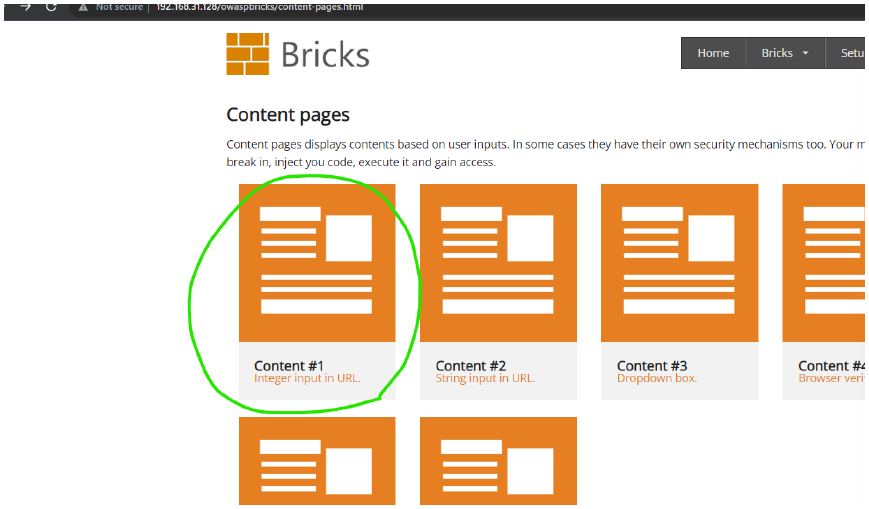 Not secure 192.168.31.128/owaspbricks/content-pages.html
Bricks
Home Bricks Setu
Content pages
Content pages displays contents based on user inputs. In some cases they have their own security mechanisms too. Your m
break in, inject you code, execute it and gain access.
Content #1 Content #2 Content #3 Content #4
Integer input in URL. String input in URL. Dropdown box. Browser veri